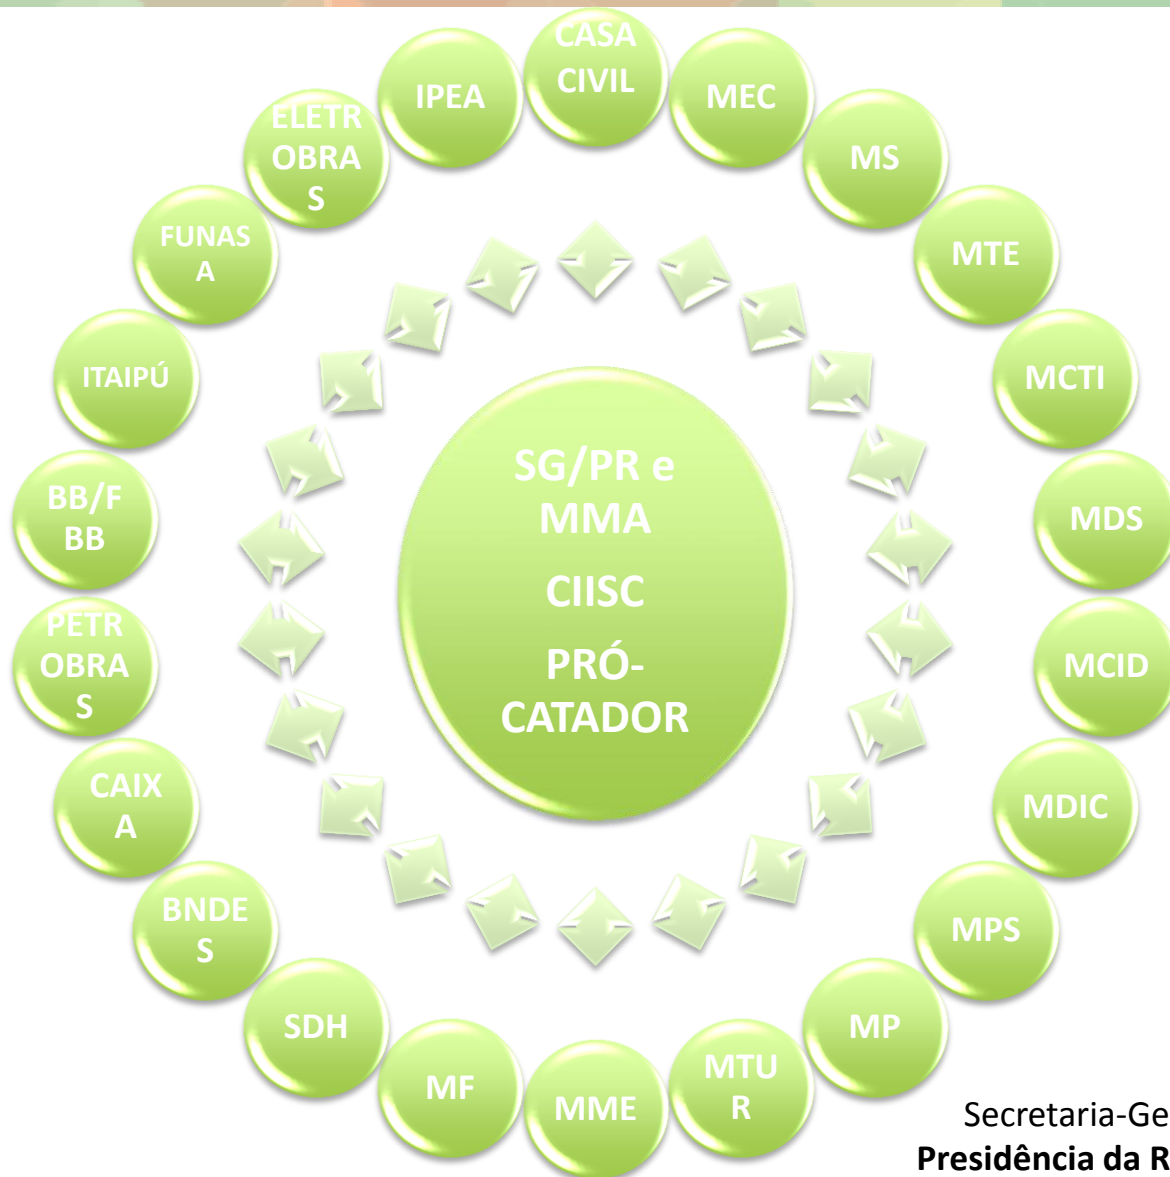 CASA
CIVIL
MEC
MS
MTE
MCTI
MDS
MCID
MDIC
MPS
MP
MTU
R
MME
MF
SDH
BNDE
S
CAIX
A
PETR
OBRA
S
BB/F
BB
ITAIPÚ
FUNAS
A
ELETR
OBRA
S
IPEA
SG/PR e
MMA
CIISC
PRÓ-
CATADOR
Secretaria-Ge
Presidência da R